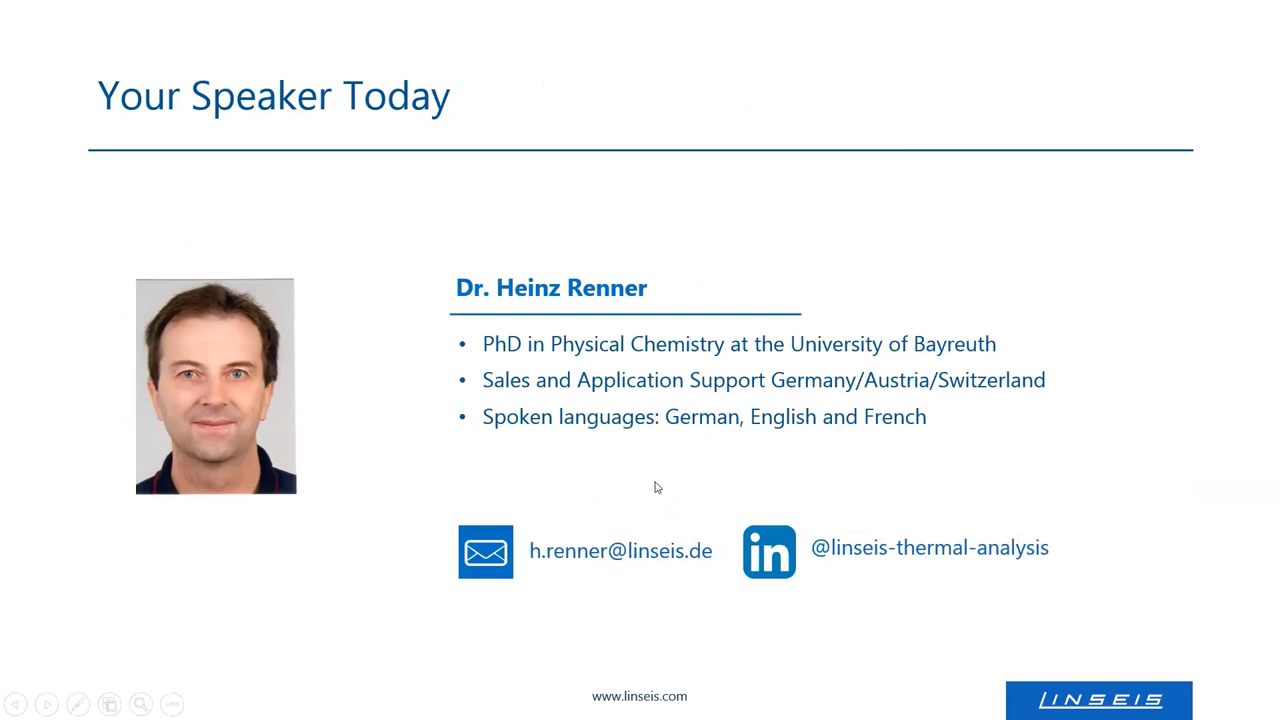 Your Speaker Today
Dr. Heinz Renner
• PhD in Physical Chemistry at the University of Bayreuth
• Sales and Application Support Germany/Austria/Switzerland
• Spoken languages: German, English and French
in
h.renner@linseis.de
@linseis-thermal-analysis
www.linseis.com
LINSEIS